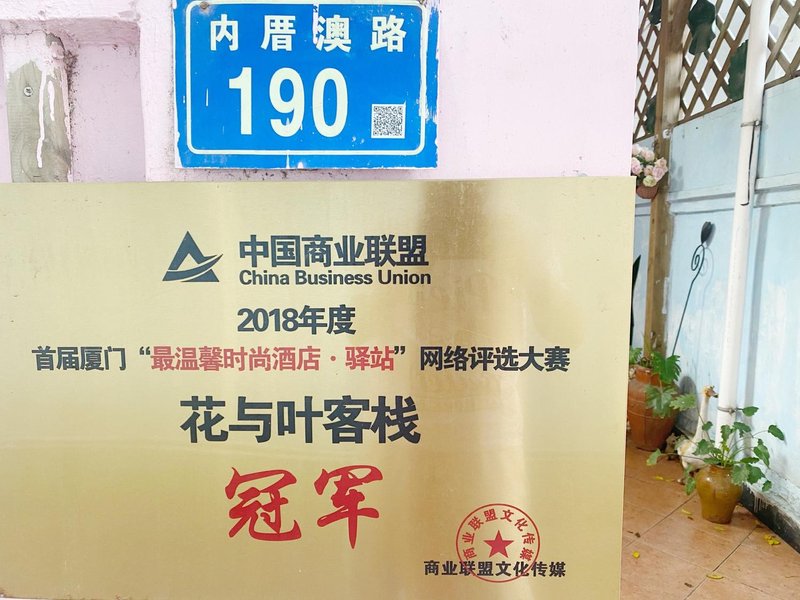 内厝澳路
190
中国商业联盟
China Business Union
2018年度
首届厦门“最温馨时尚酒店·驿站”网络评选大赛
花与叶客栈
冠军
商业联盟文化传媒
商业联盟文化传媒